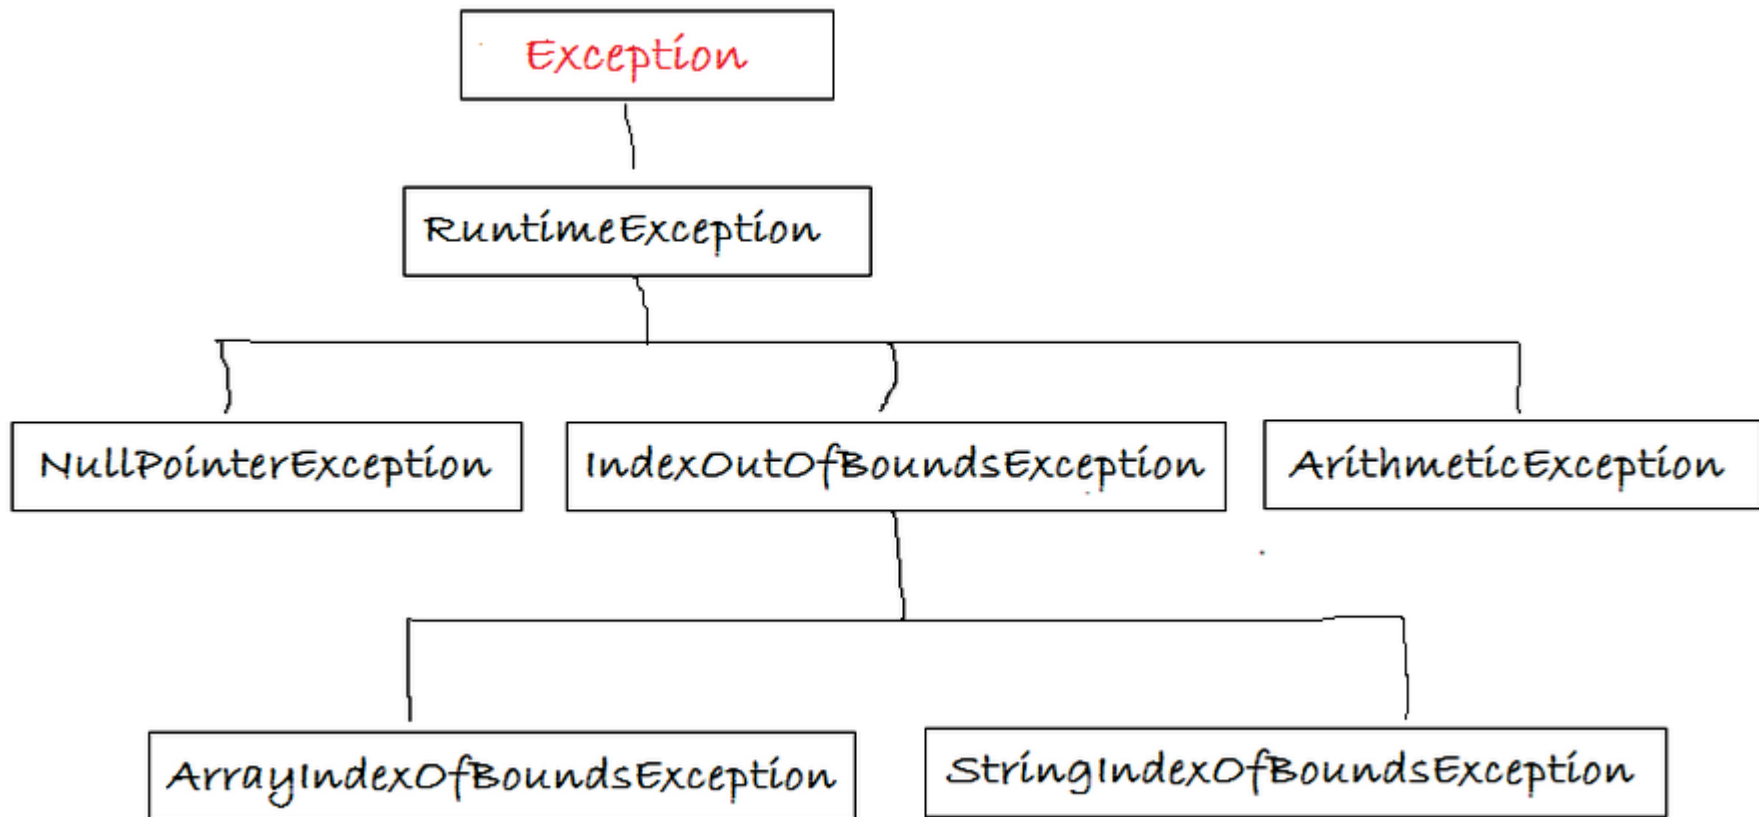 Exception
RuntimeException
NullPointerException
IndexOutOfBoundsException
ArithmeticException
ArrayIndexOfBoundsException
StringIndexOfBoundsException